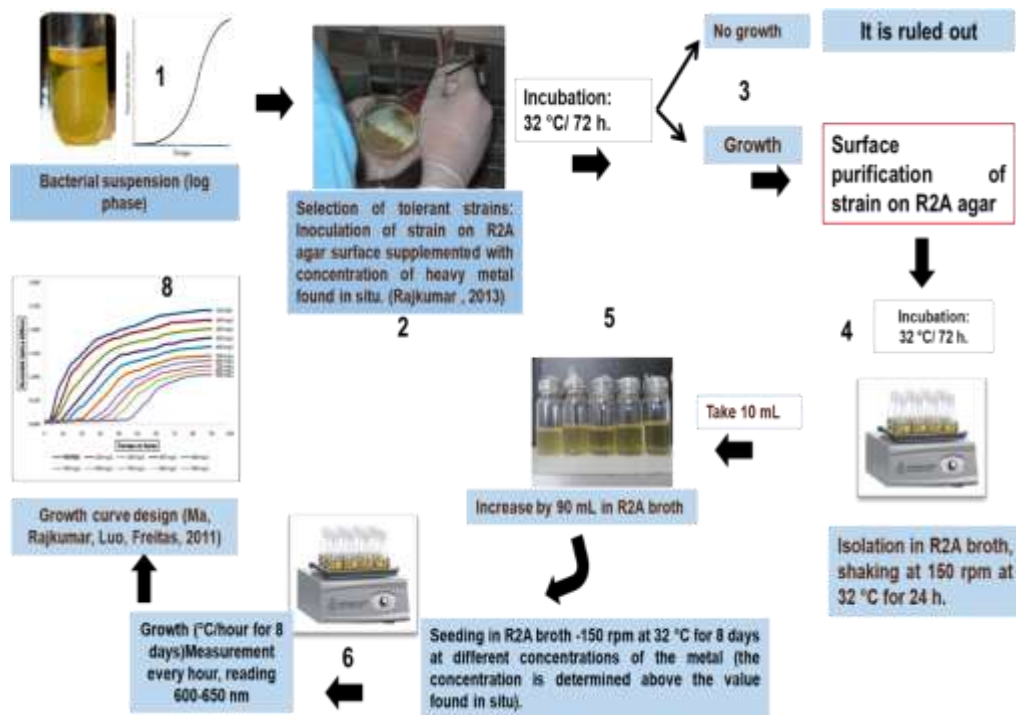 1
Bacterial suspension (log
phase)
Selection of tolerant strains:
Inoculation of strain on R2A
agar surface supplemented with
concentration of heavy metal
found in situ. (Rajkumar , 2013)
2
Incubation:
32 °C/ 72 h.
No growth
It is ruled out
3
Growth
Surface
purification of
strain on R2A agar
4
Incubation:
32 °C/ 72 h.
Isolation in R2A broth,
shaking at 150 rpm at
32 °C for 24 h.
Take 10 mL
5
Increase by 90 mL in R2A broth
Seeding in R2A broth -150 rpm at 32 °C for 8 days
at different concentrations of the metal (the
concentration is determined above the value
found in situ).
6
Growth (°C/hour for 8
days)Measurement
every hour, reading
600-650 nm
8
Growth curve design (Ma,
Rajkumar, Luo, Freitas, 2011)